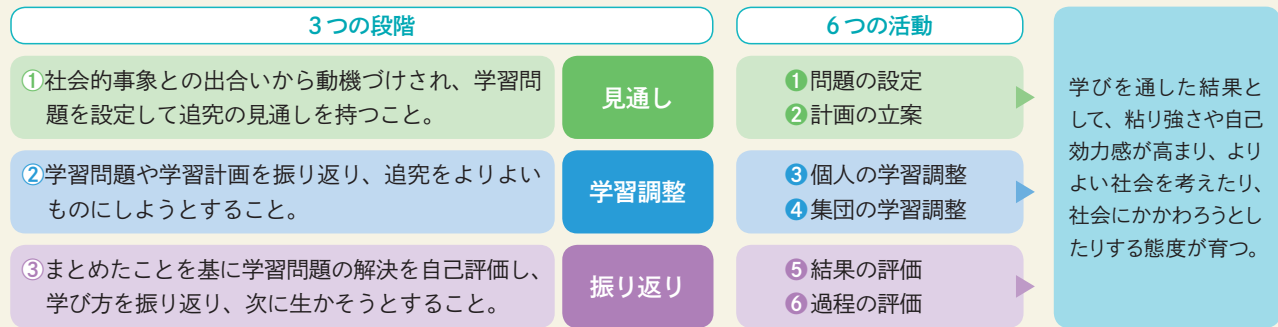 3つの段階
6つの活動
①社会的事象との出合いから動機づけされ、学習問
題を設定して追究の見通しを持つこと。
見通し
❶問題の設定
❷計画の立案
②学習問題や学習計画を振り返り、追究をよりよい
ものにしようとすること。
学習調整
❸個人の学習調整
❹集団の学習調整
③まとめたことを基に学習問題の解決を自己評価し、
学び方を振り返り、次に生かそうとすること。
振り返り
❺結果の評価
❻過程の評価
学びを通した結果と
して、粘り強さや自己
効力感が高まり、より
よい社会を考えたり、
社会にかかわろうとし
たりする態度が育つ。